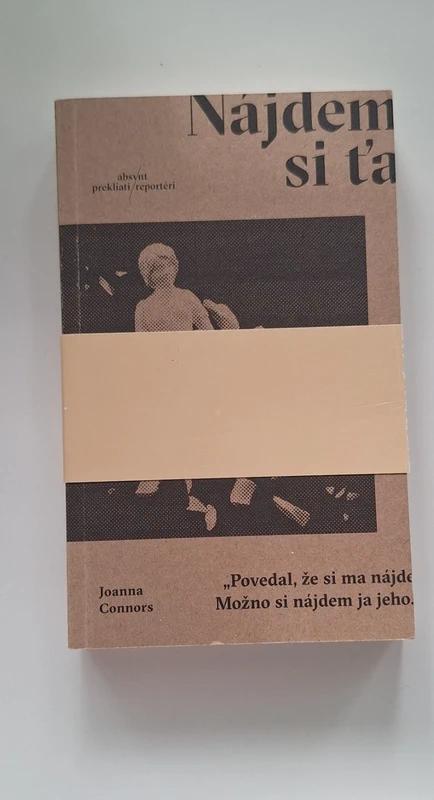 Nájdem
si ťa
absynt
prekliati/reportéri
Joanna
Connors
„Povedal, že si ma nájde
Možno si nájdem ja jeho.